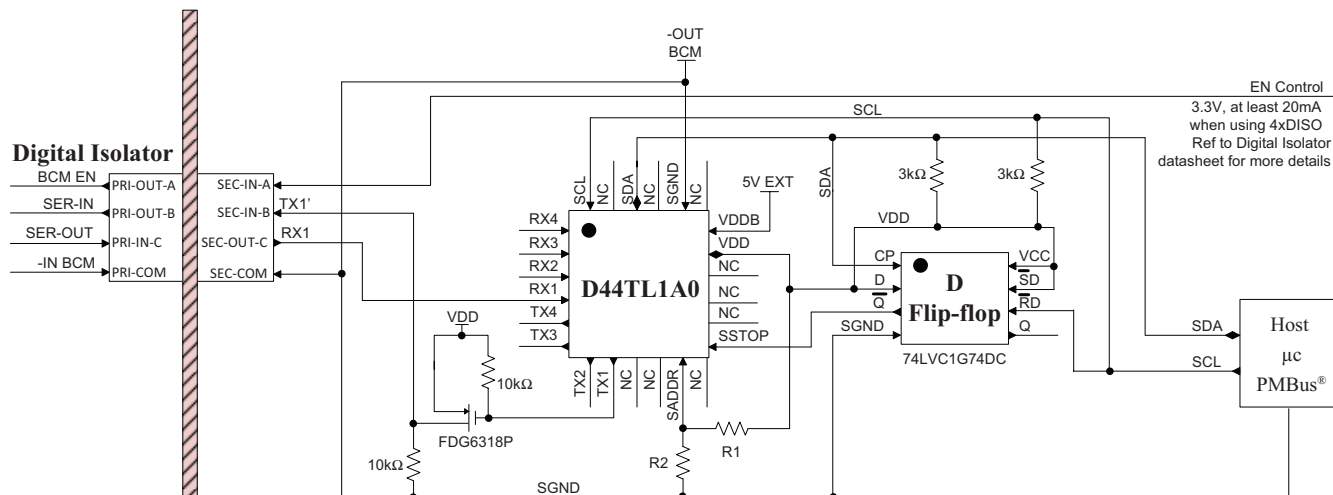 -OUT
BCM
EN Control
3.3V, at least 20mA
when using 4xDISO
Ref to Digital Isolator
datasheet for more details
SCL
Digital Isolator
BCM EN
SER-IN
SER-OUT
-IN BCM
PRI-OUT-A
PRI-OUT-B
PRI-IN-C
PRI-COM
SEC-IN-A
SEC-IN-B
SEC-OUT-C
SEC-COM
TX1'
RX1
SCL
NC
SDA
NC
SGND
NC
5V EXT
RX4
RX3
RX2
RX1
TX4
TX3
D44TL1A0
VDDB
VDD
NC
NC
NC
SSTOP
TX2
TX1
NC
NC
SADDR
NC
VDD
10kΩ
FDG6318P
10kΩ
R1
R2
SGND
SDA
3kΩ
3kΩ
VDD
CP
D
Q
SGND
D
Flip-flop
VCC
SD
RD
Q
74LVC1G74DC
SDA
SCL
Host
µc
PMBus®